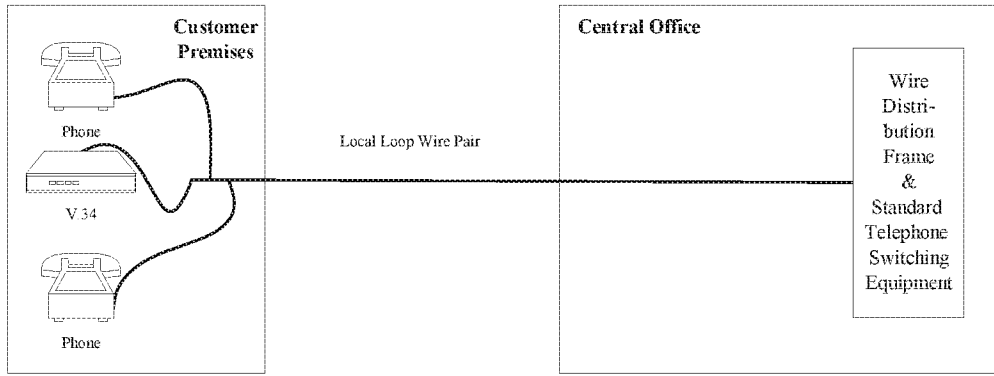 Customer
Premises
Phone
V.34
Phone
Local Loop Wire Pair
Central Office
Wire
Distri-
bution
Frame
&
Standard
Telephone
Switching
Equipment